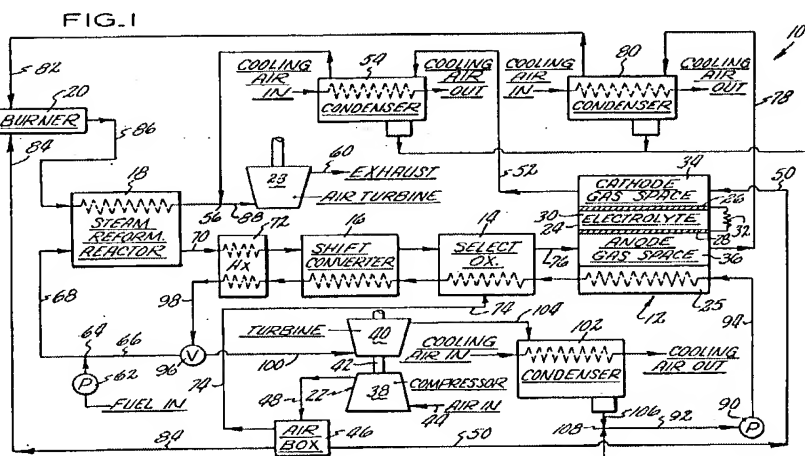 FIG. 1
10
82
COOLING AIR IN
54
COOLING AIR OUT
CONDENSER
COOLING AIR IN
80
COOLING AIR OUT
CONDENSER
78
20
BURNER
86
84
18
STEAM REFORM. REACTOR
60
EXHAUST
23
AIR TURBINE
56
88
52
34
CATHODE GAS SPACE
50
26
30
24
ELECTROLYTE
32
28
ANODE GAS SPACE
36
70
72
HX
16
SHIFT CONVERTER
14
SELECT OX.
76
25
12
94
98
68
74
104
TURBINE
40
42
COOLING AIR IN
102
CONDENSER
COOLING AIR OUT
64
66
V
96
100
P
62
FUEL IN
74
48
22
38
COMPRESSOR
AIR IN
44
106
108
92
90
P
84
AIR BOX
46
50